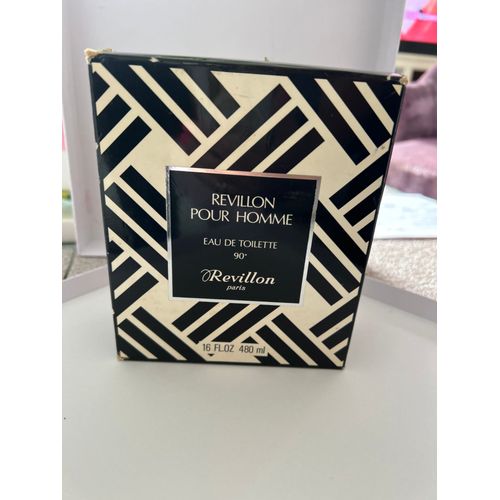 REVILLON
POUR HOMME
EAU DE TOILETTE
90°
Revillon
paris
16 FL.OZ 480 ml